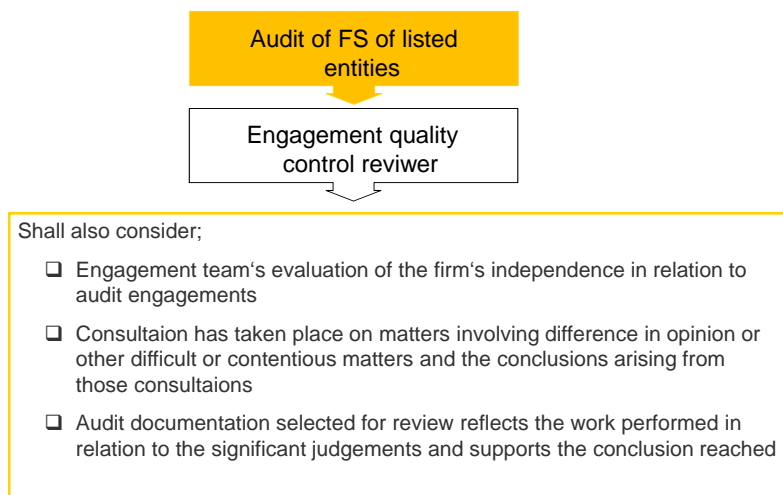 Audit of FS of listed
entities
Engagement quality
control reviwer
Shall also consider;
❑ Engagement team‘s evaluation of the firm‘s independence in relation to
audit engagements
❑ Consultaion has taken place on matters involving difference in opinion or
other difficult or contentious matters and the conclusions arising from
those consultaions
❑ Audit documentation selected for review reflects the work performed in
relation to the significant judgements and supports the conclusion reached